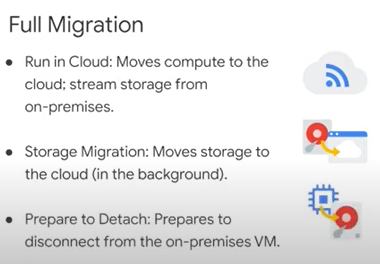 Full Migration
● Run in Cloud: Moves compute to the
cloud; stream storage from
on-premises.
● Storage Migration: Moves storage to
the cloud (in the background).
● Prepare to Detach: Prepares to
disconnect from the on-premises VM.